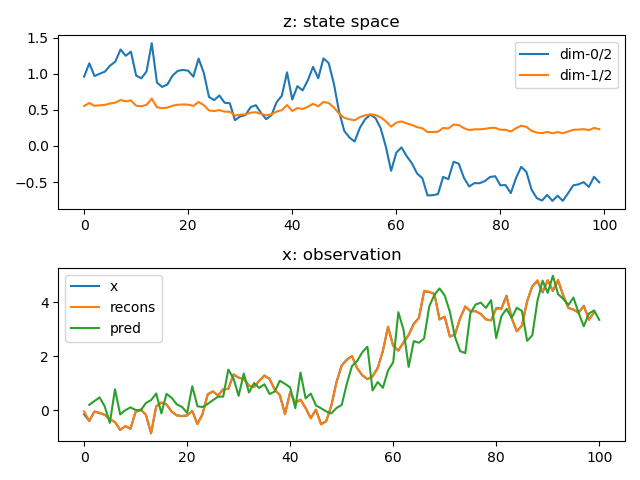 z: state space
1.5
1.0
0.5
0.0
−0.5
dim-0/2
dim-1/2
0 20 40 60 80 100
x: observation
4
2
0
x
recons
pred
0 20 40 60 80 100